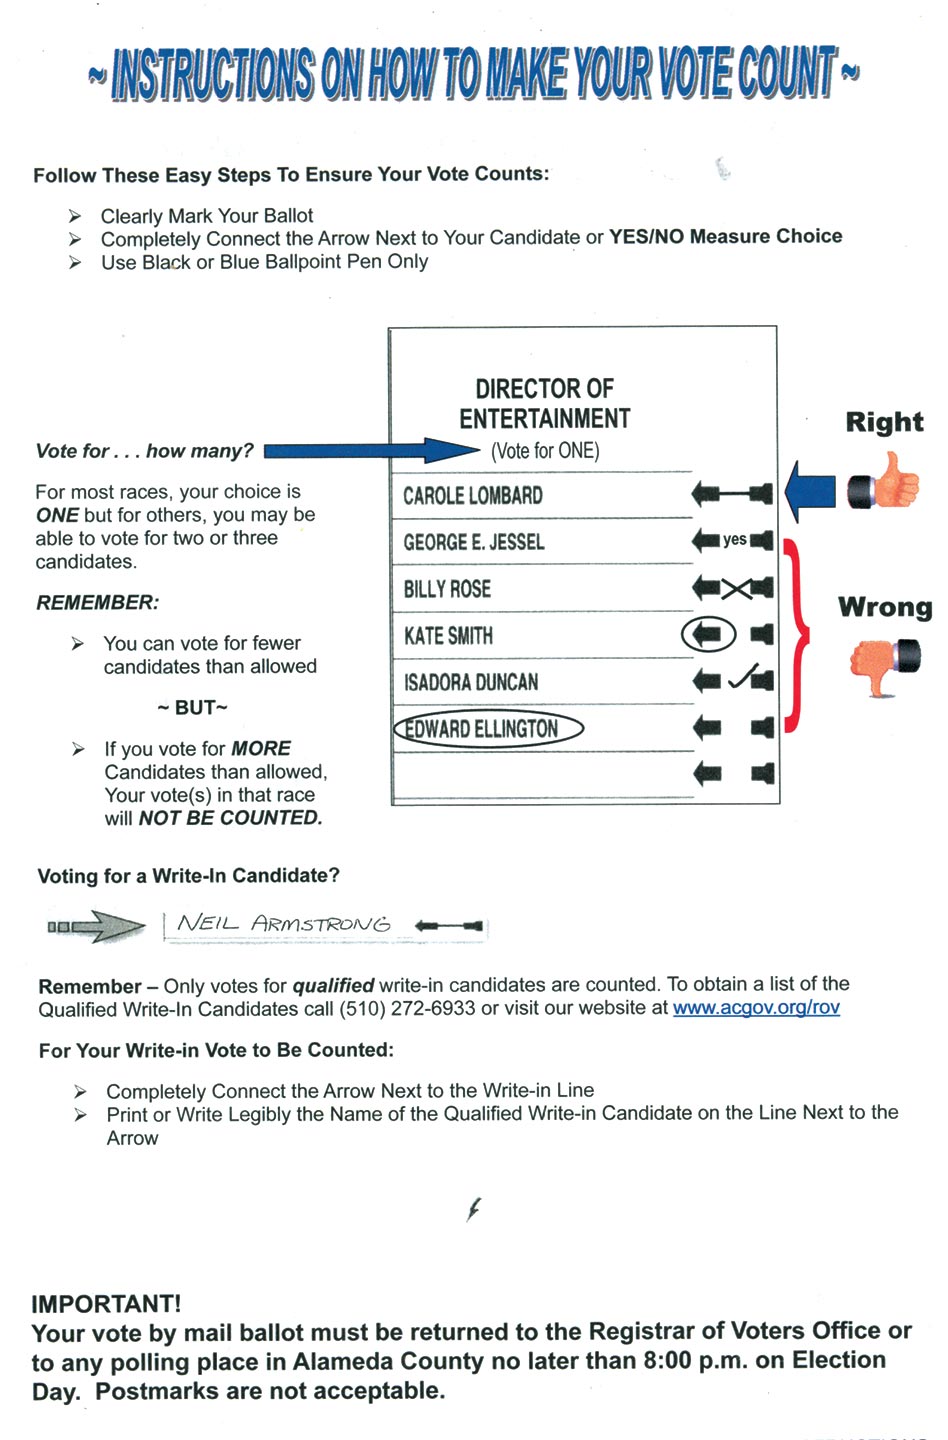 ~ INSTRUCTIONS ON HOW TO MAKE YOUR VOTE COUNT ~
Follow These Easy Steps To Ensure Your Vote Counts:
➢ Clearly Mark Your Ballot
➢ Completely Connect the Arrow Next to Your Candidate or YES/NO Measure Choice
➢ Use Black or Blue Ballpoint Pen Only
DIRECTOR OF
ENTERTAINMENT
(Vote for ONE)
CAROLE LOMBARD
GEORGE E. JESSEL yes
BILLY ROSE
KATE SMITH
ISADORA DUNCAN
EDWARD ELLINGTON
Right
Wrong
Vote for . . . how many?
For most races, your choice is
ONE but for others, you may be
able to vote for two or three
candidates.
REMEMBER:
➢ You can vote for fewer
candidates than allowed
~ BUT~
➢ If you vote for MORE
Candidates than allowed,
Your vote(s) in that race
will NOT BE COUNTED.
Voting for a Write-In Candidate?
NEIL ARMSTRONG
Remember – Only votes for qualified write-in candidates are counted. To obtain a list of the
Qualified Write-In Candidates call (510) 272-6933 or visit our website at www.acgov.org/rov
For Your Write-in Vote to Be Counted:
➢ Completely Connect the Arrow Next to the Write-in Line
➢ Print or Write Legibly the Name of the Qualified Write-in Candidate on the Line Next to the
Arrow
IMPORTANT!
Your vote by mail ballot must be returned to the Registrar of Voters Office or
to any polling place in Alameda County no later than 8:00 p.m. on Election
Day. Postmarks are not acceptable.